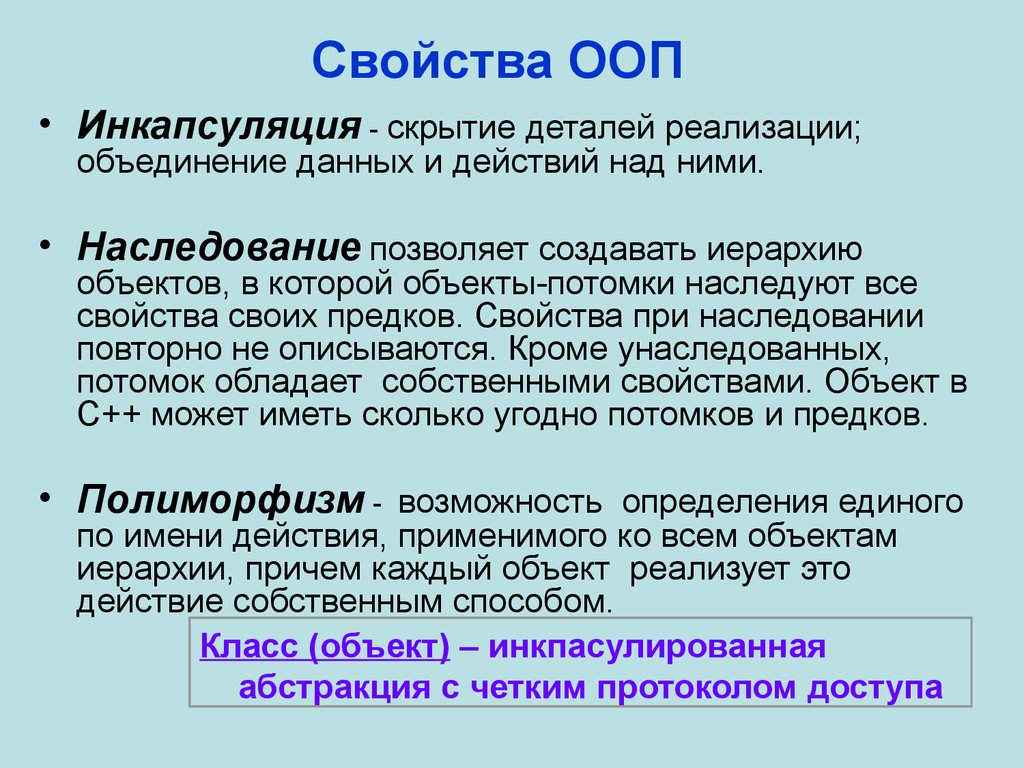 Свойства ООП
• Инкапсуляция - скрытие деталей реализации;
объединение данных и действий над ними.
• Наследование позволяет создавать иерархию
объектов, в которой объекты-потомки наследуют все
свойства своих предков. Свойства при наследовании
повторно не описываются. Кроме унаследованных,
потомок обладает собственными свойствами. Объект в
С++ может иметь сколько угодно потомков и предков.
• Полиморфизм - возможность определения единого
по имени действия, применимого ко всем объектам
иерархии, причем каждый объект реализует это
действие собственным способом.
Класс (объект) – инкпасулированная
абстракция с четким протоколом доступа